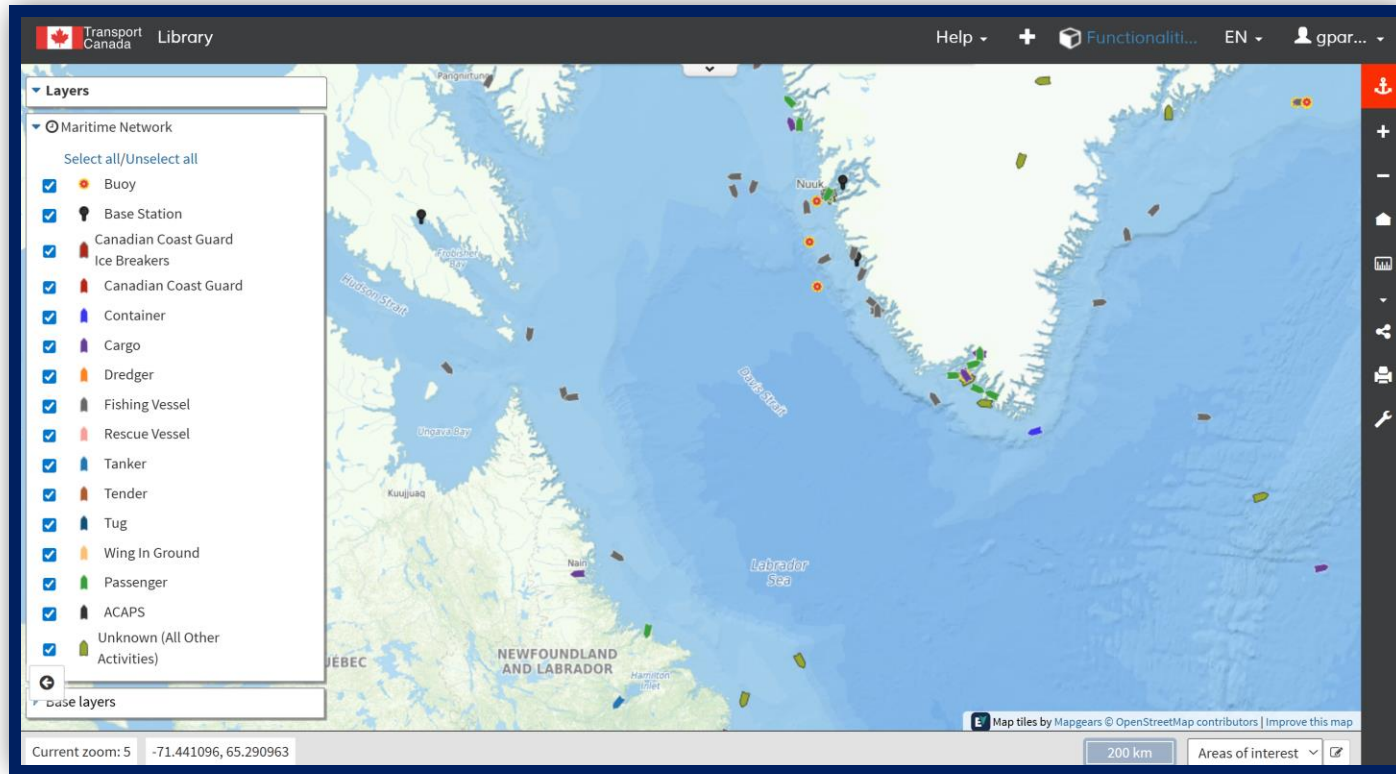 Transport
Canada
Library
Help
Functionaliti...
EN
gpar...
Layers
Maritime Network
Select all/Unselect all
Buoy
Base Station
Canadian Coast Guard
Ice Breakers
Canadian Coast Guard
Container
Cargo
Dredger
Fishing Vessel
Rescue Vessel
Tanker
Tender
Tug
Wing In Ground
Passenger
ACAPS
Unknown (All Other
Activities)
Base layers
Pangnirtung
Nuuk
Frobisher
Bay
Hudson Strait
Davis Strait
Ungava Bay
Kuujjuaq
Nain
Labrador
Sea
NEWFOUNDLAND
AND LABRADOR
Hamilton
Inlet
UÉBEC
Map tiles by Mapgears © OpenStreetMap contributors | Improve this map
Current zoom: 5
-71.441096, 65.290963
200 km
Areas of interest